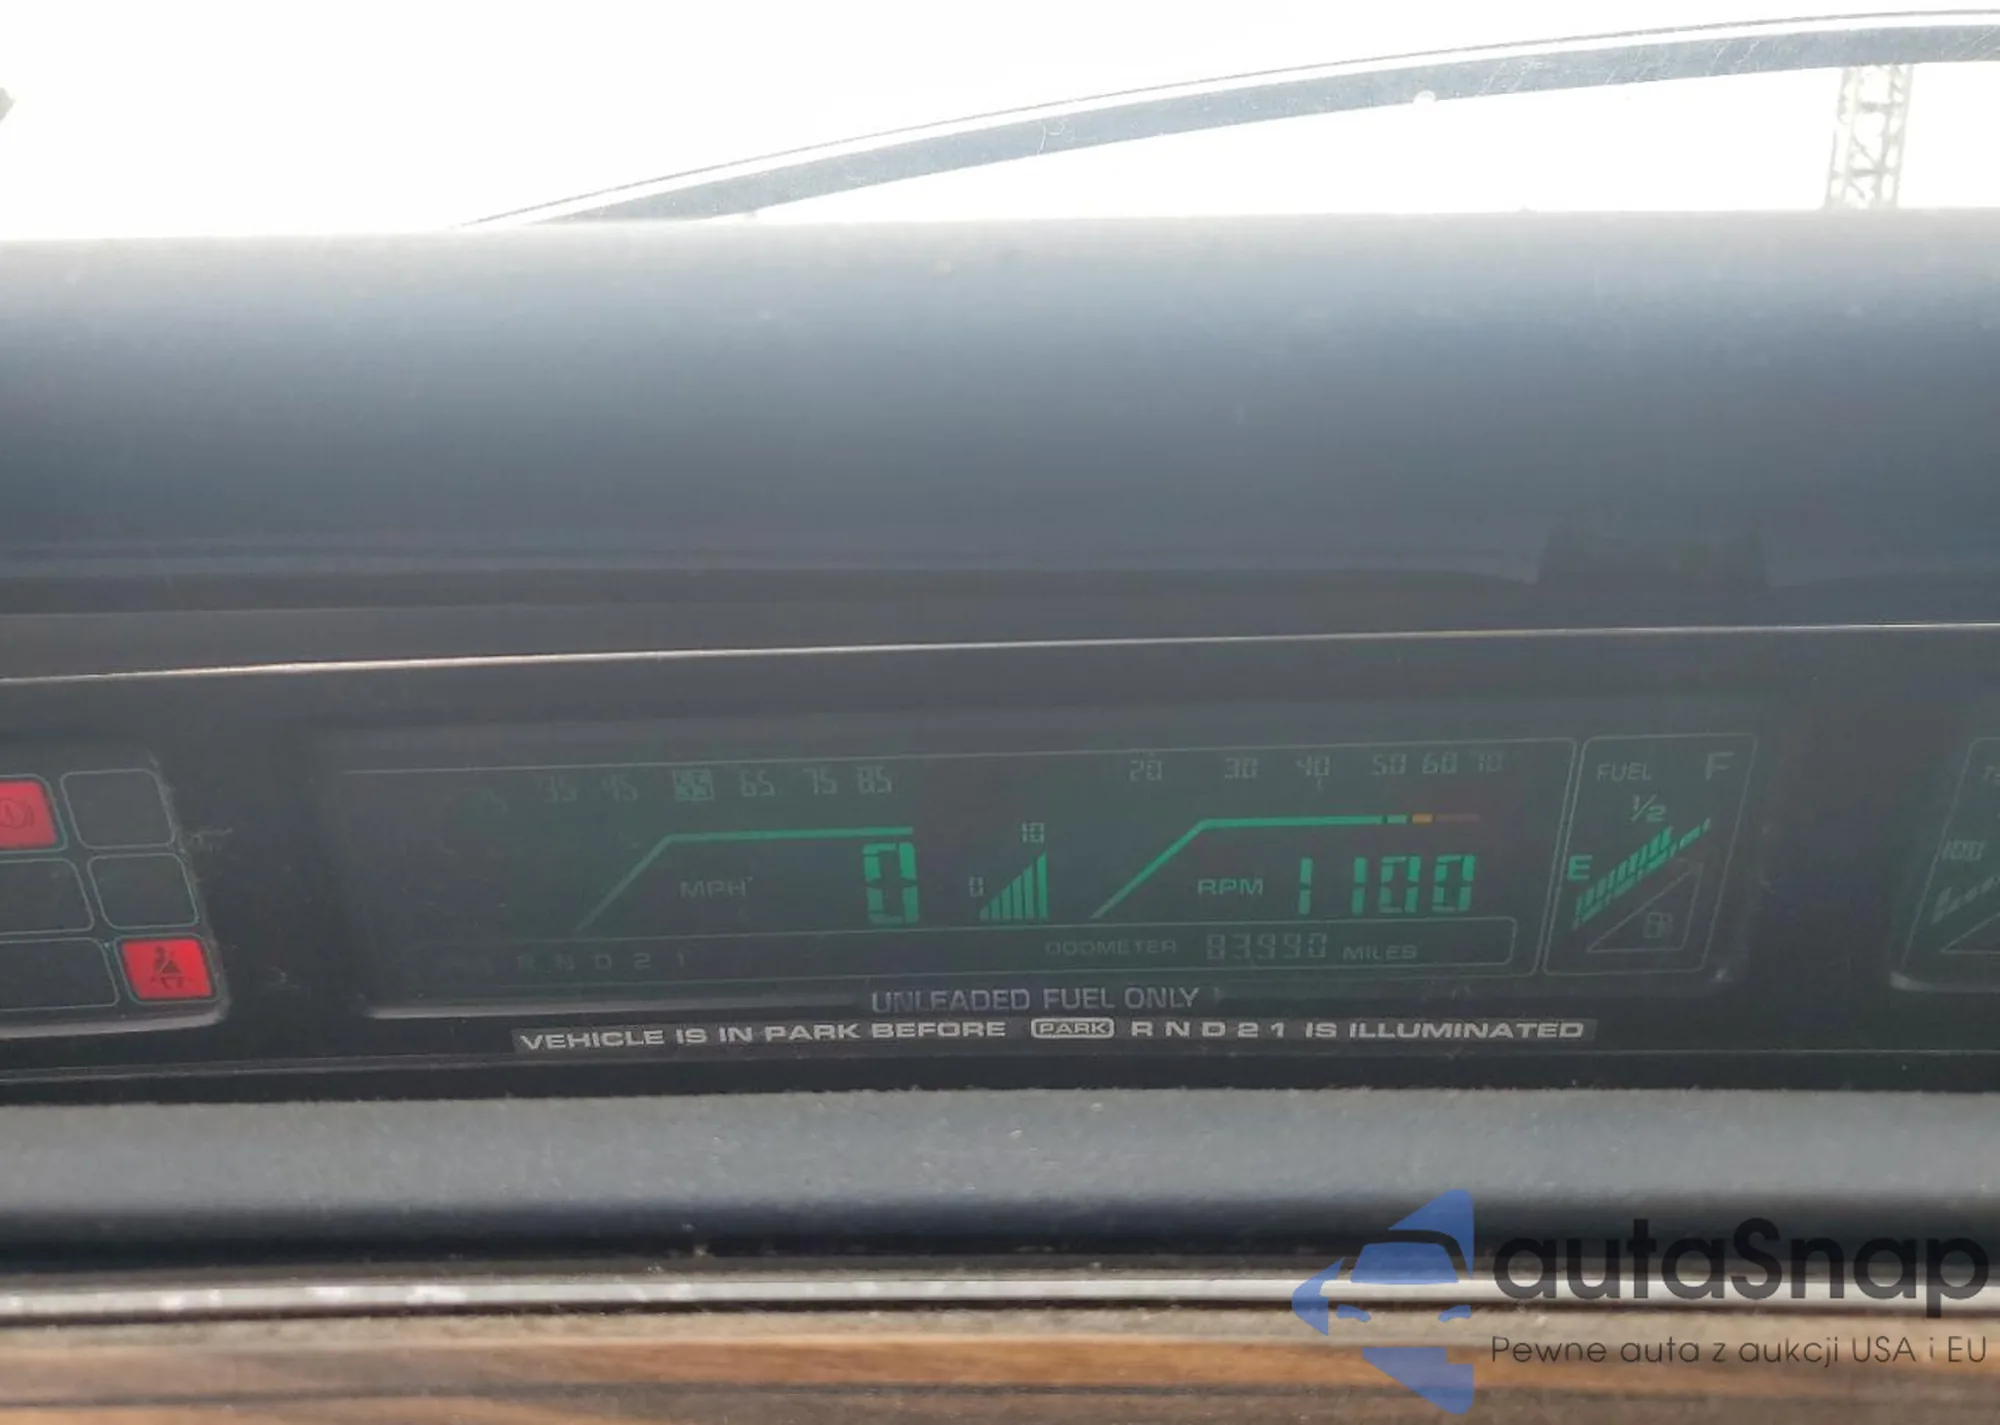 35 45 55 65 75 85
20 30 40 50 60 70
FUEL F
1/2
10
E
MPH 0
0
RPM 1100
100
R N D 2 1
ODOMETER 83990 MILES
UNLEADED FUEL ONLY
VEHICLE IS IN PARK BEFORE PARK R N D 2 1 IS ILLUMINATED
autaSnap
Pewne auta z aukcji USA i EU